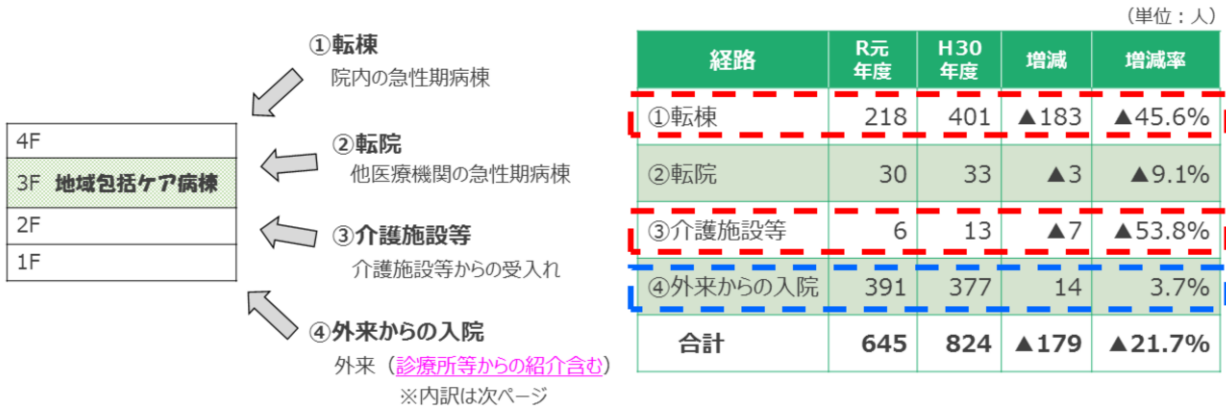 ①転棟
院内の急性期病棟
②転院
他医療機関の急性期病棟
③介護施設等
介護施設等からの受入れ
④外来からの入院
外来（診療所等からの紹介含む）
※内訳は次ページ
4F
3F 地域包括ケア病棟
2F
1F
（単位：人）
経路 R元年度 H30年度 増減 増減率
①転棟 218 401 ▲183 ▲45.6%
②転院 30 33 ▲3 ▲9.1%
③介護施設等 6 13 ▲7 ▲53.8%
④外来からの入院 391 377 14 3.7%
合計 645 824 ▲179 ▲21.7%